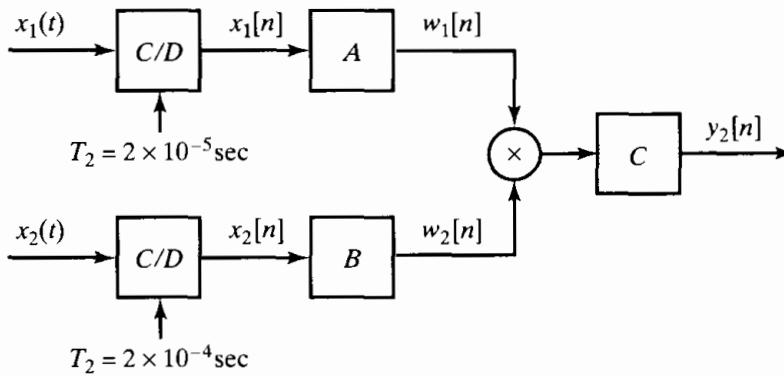 x₁(t) C/D x₁[n] A w₁[n]
T₂ = 2 × 10⁻⁵ sec
× C y₂[n]
x₂(t) C/D x₂[n] B w₂[n]
T₂ = 2 × 10⁻⁴ sec